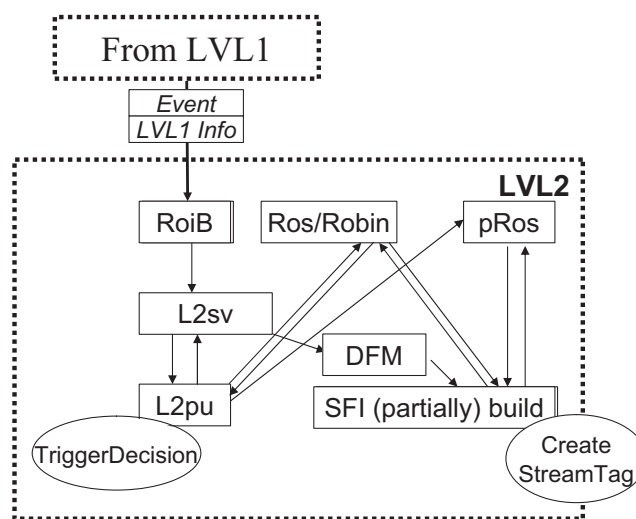 From LVL1
Event
LVL1 Info
LVL2
RoiB
Ros/Robin
pRos
L2sv
DFM
L2pu
SFI (partially) build
TriggerDecision
Create
StreamTag